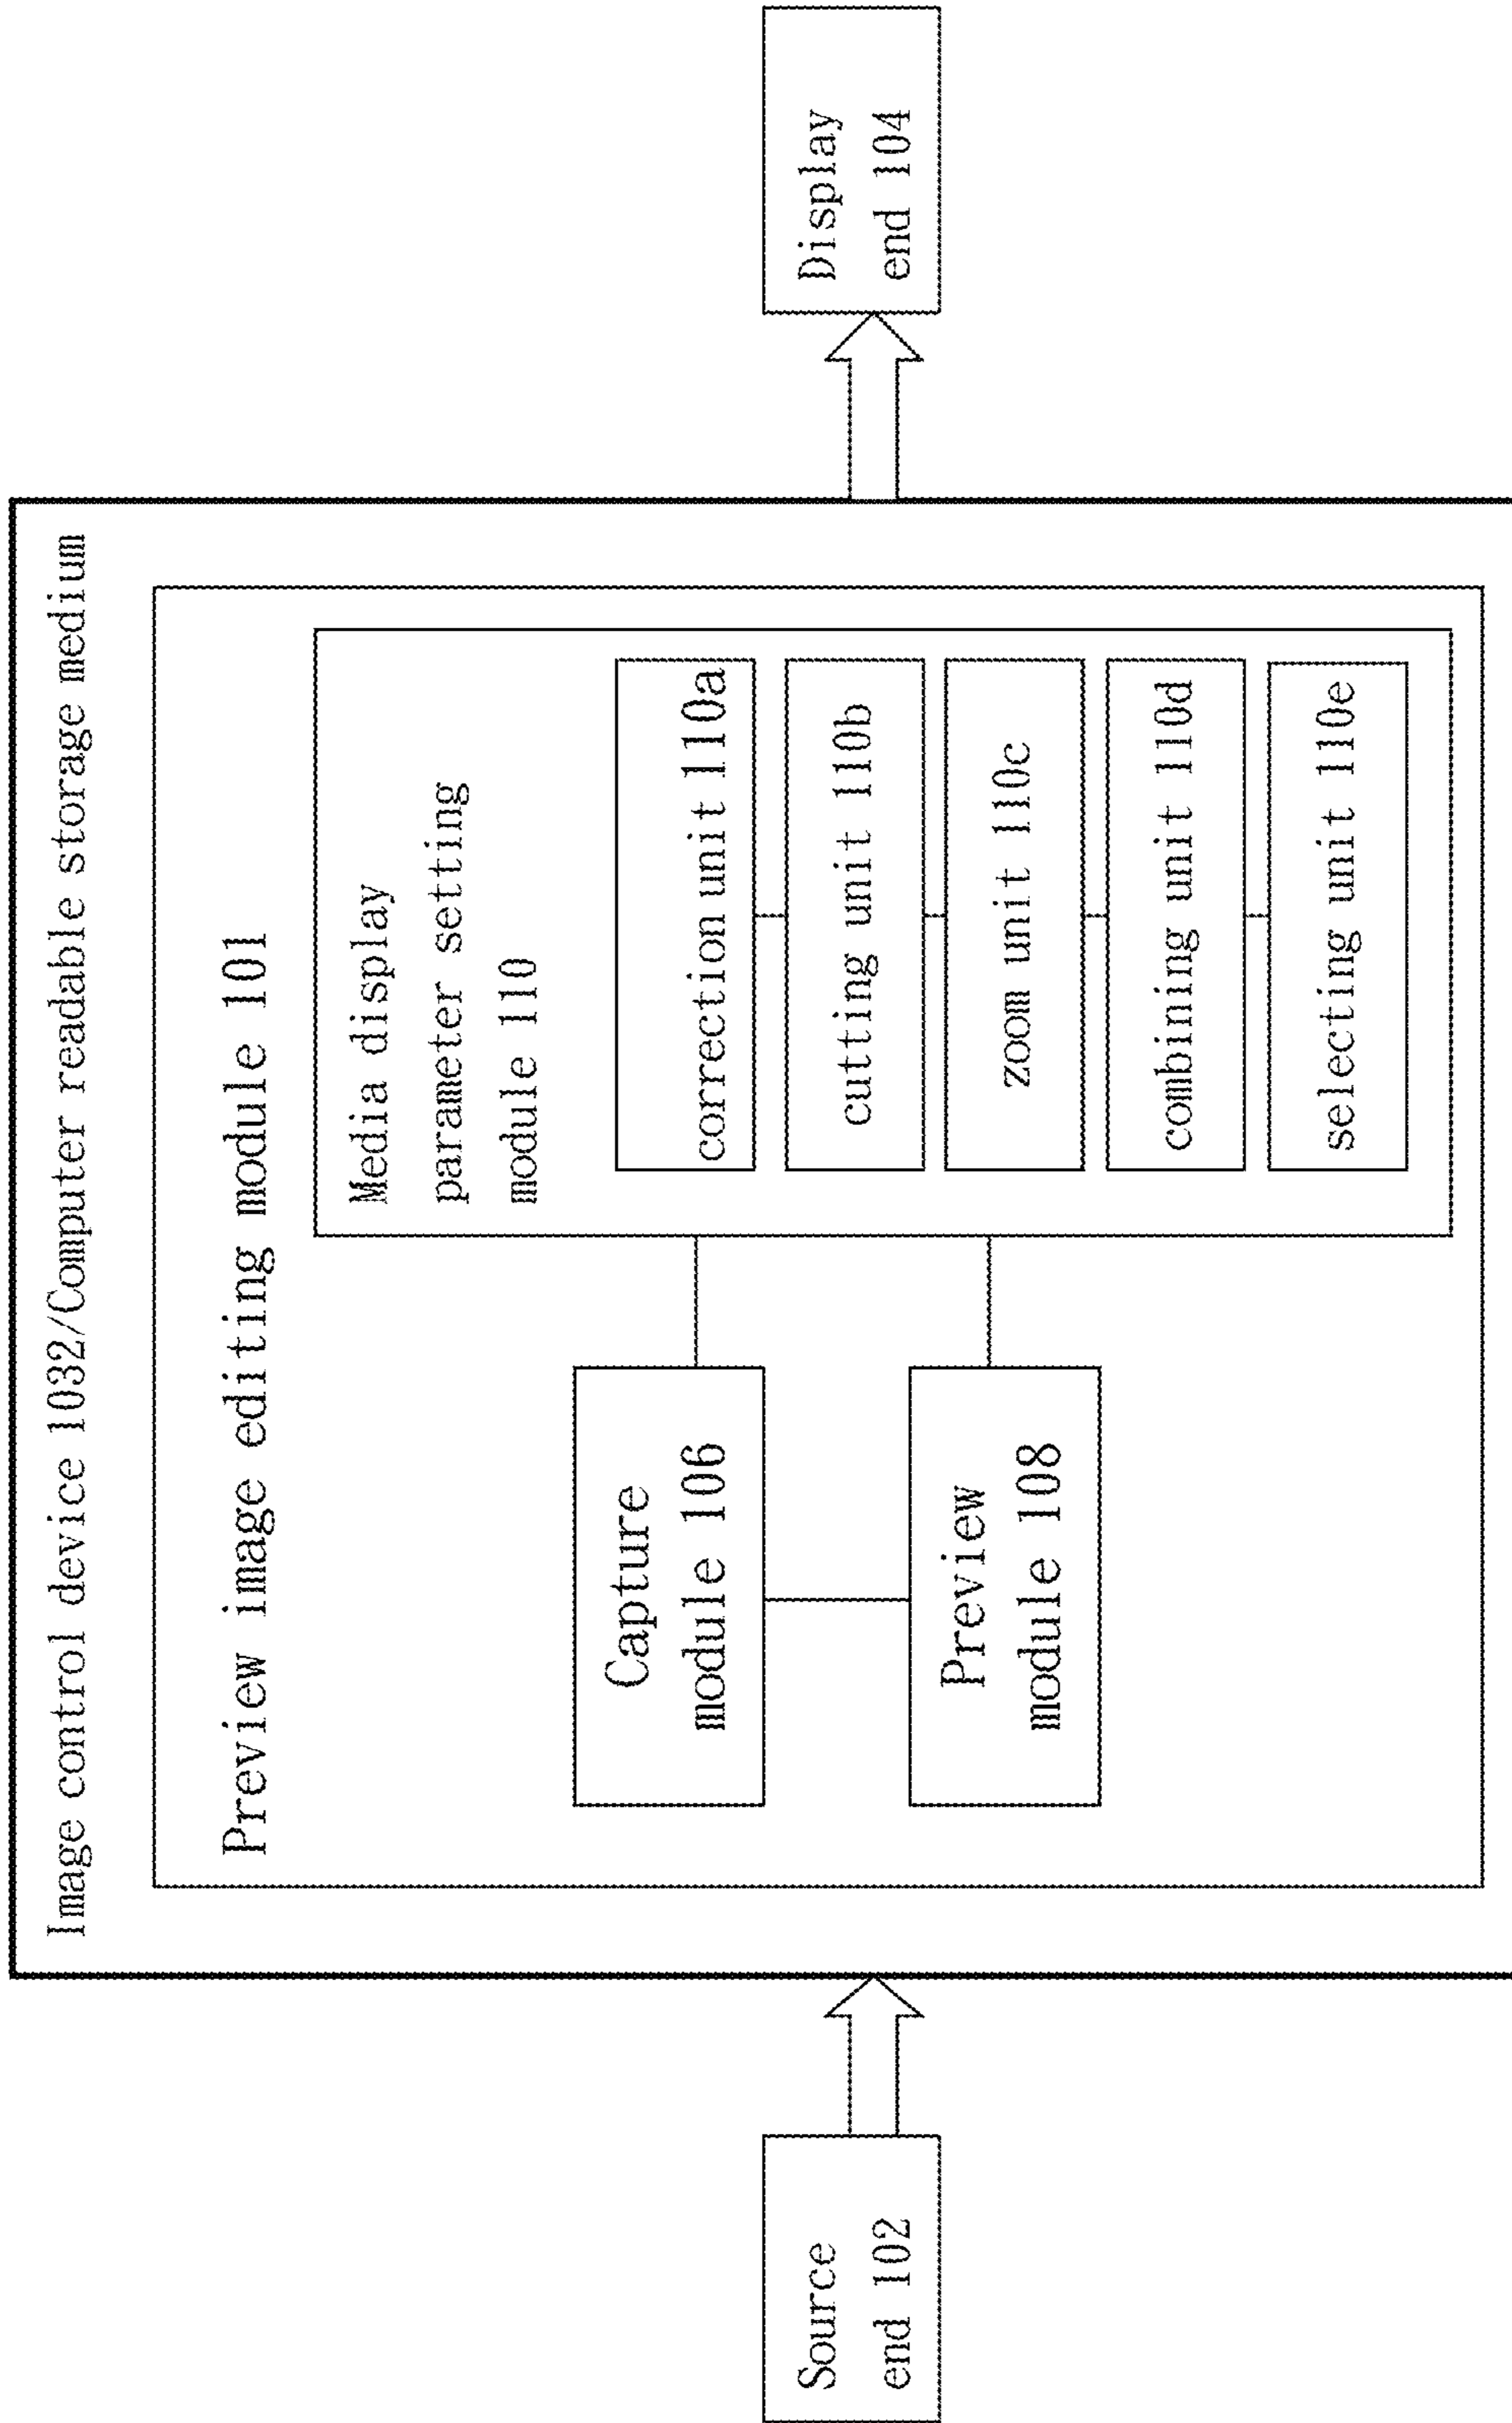 Image control device 1032/Computer readable storage medium
Preview image editing module 101
Source
end 102
Capture
module 106
Preview
module 108
Media display
parameter setting
module 110
correction unit 110a
cutting unit 110b
zoom unit 110c
combining unit 110d
selecting unit 110e
Display
end 104